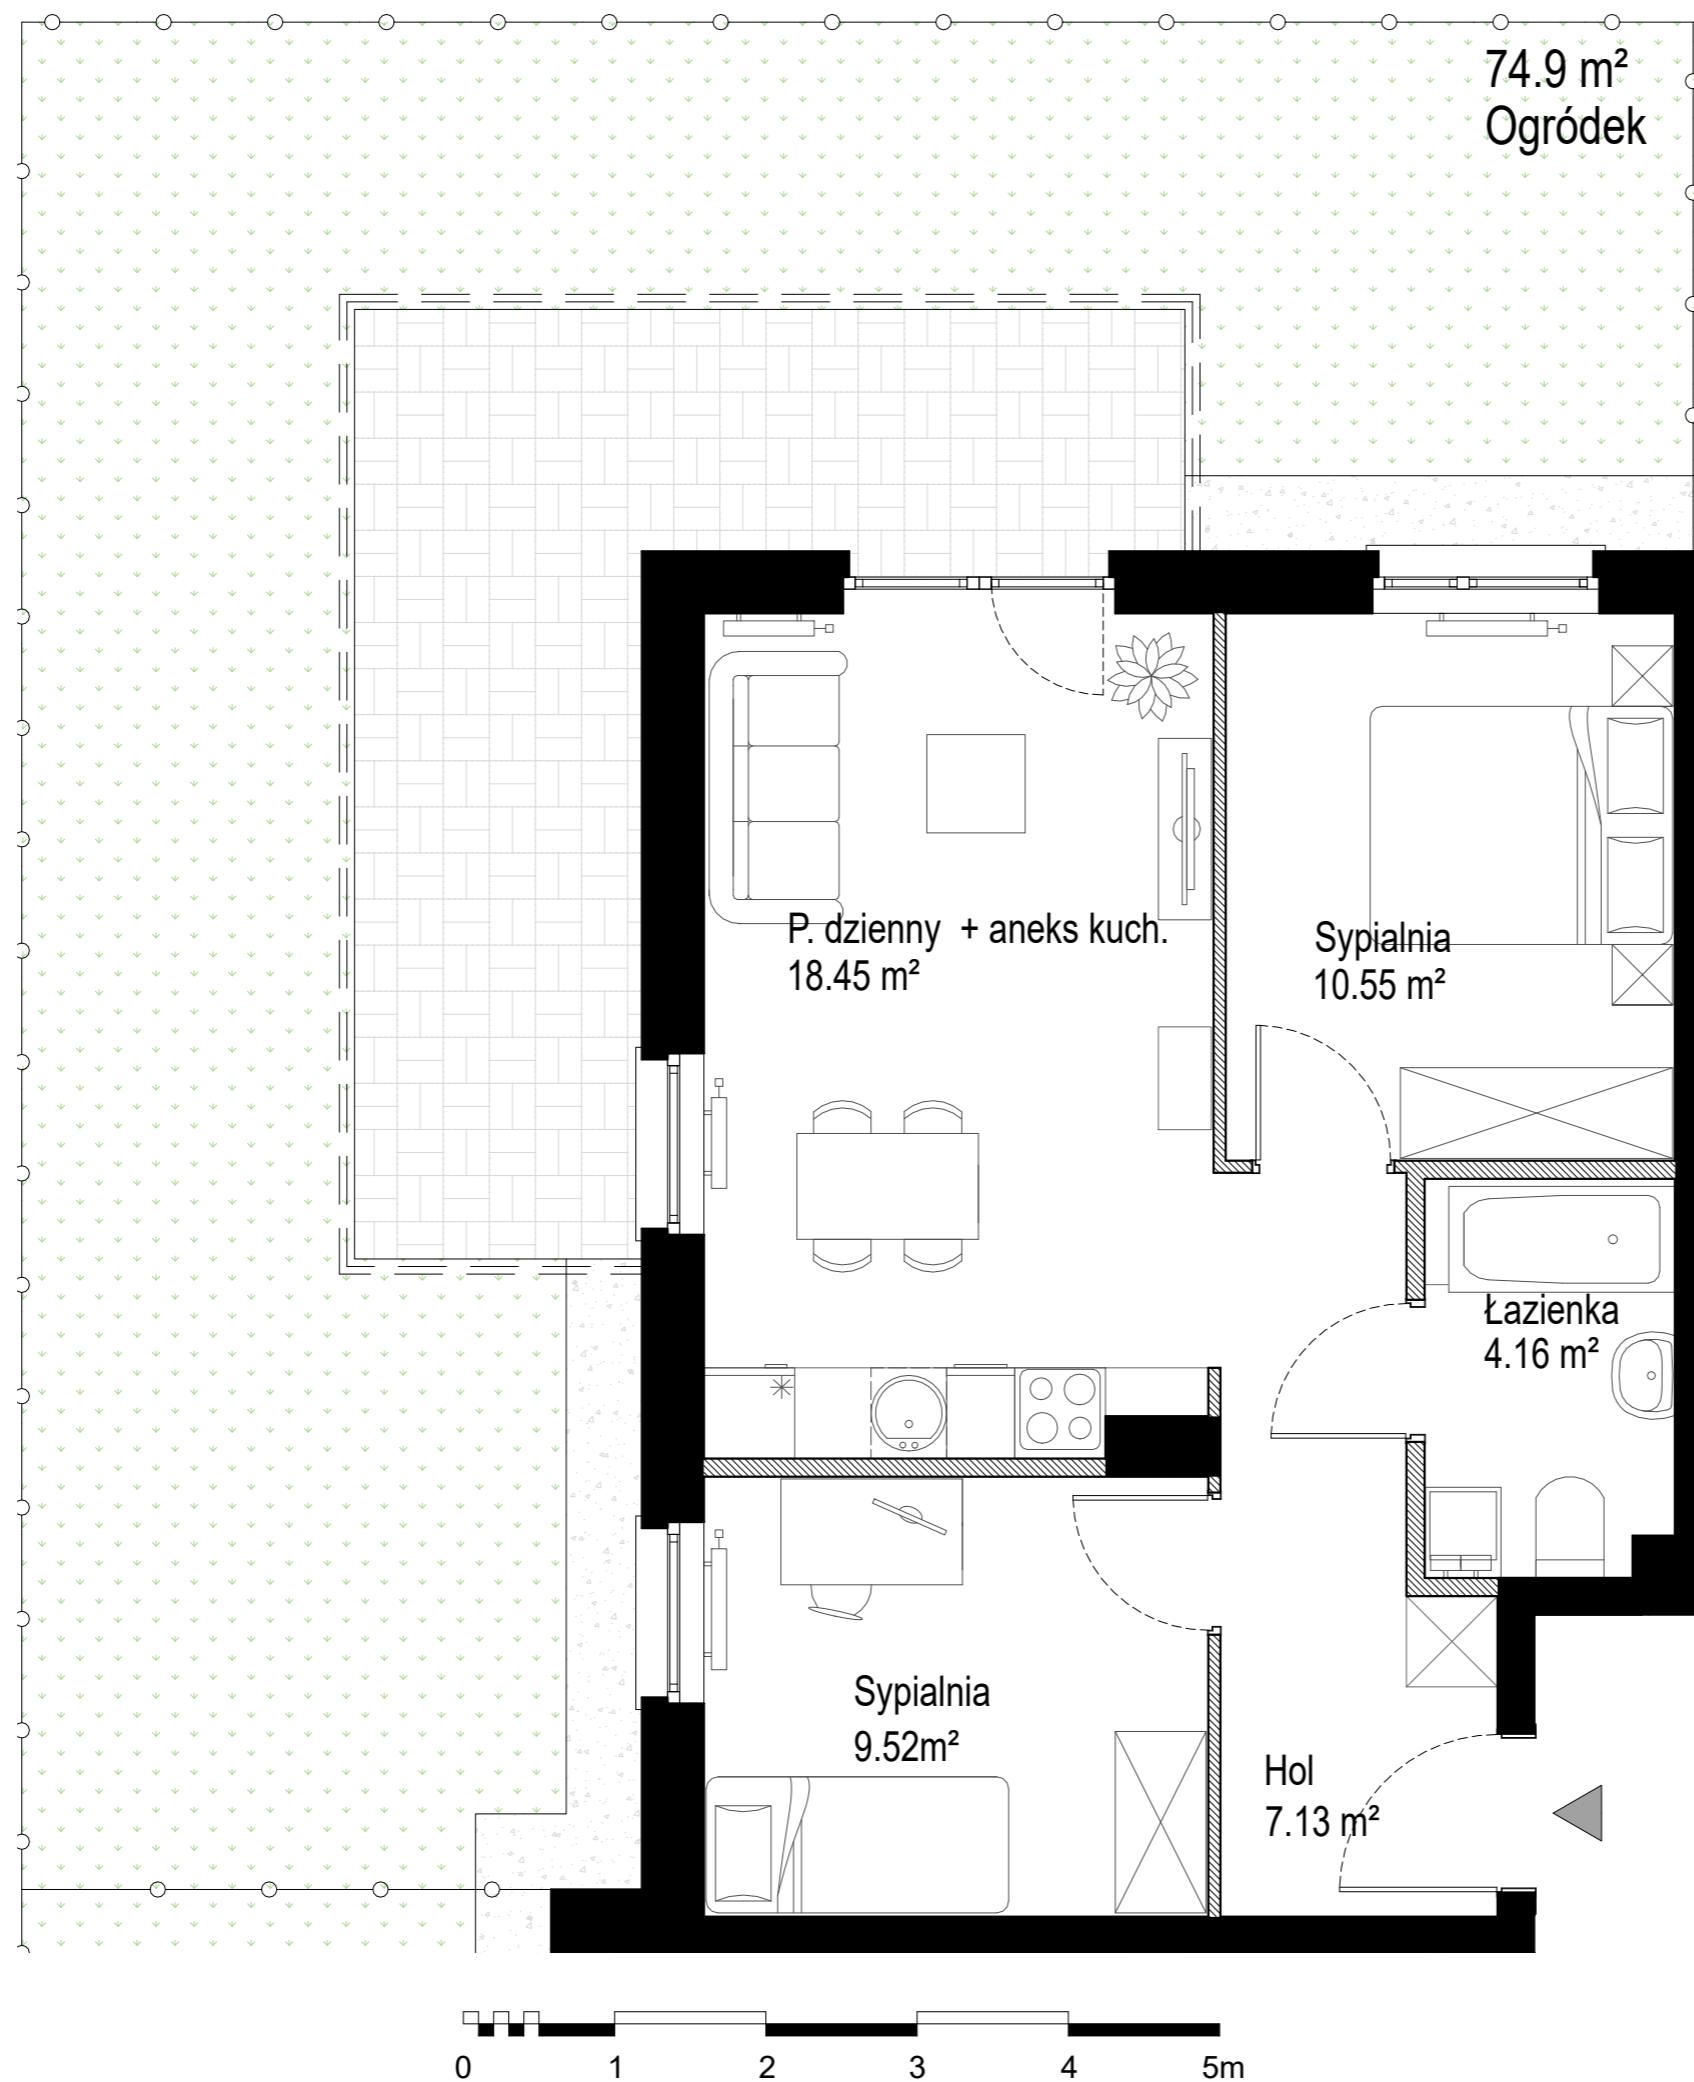 74.9 m²
Ogródek
P. dzienny + aneks kuch.
18.45 m²
Sypialnia
10.55 m²
Łazienka
4.16 m²
Sypialnia
9.52m²
Hol
7.13 m²
0 1 2 3 4 5m